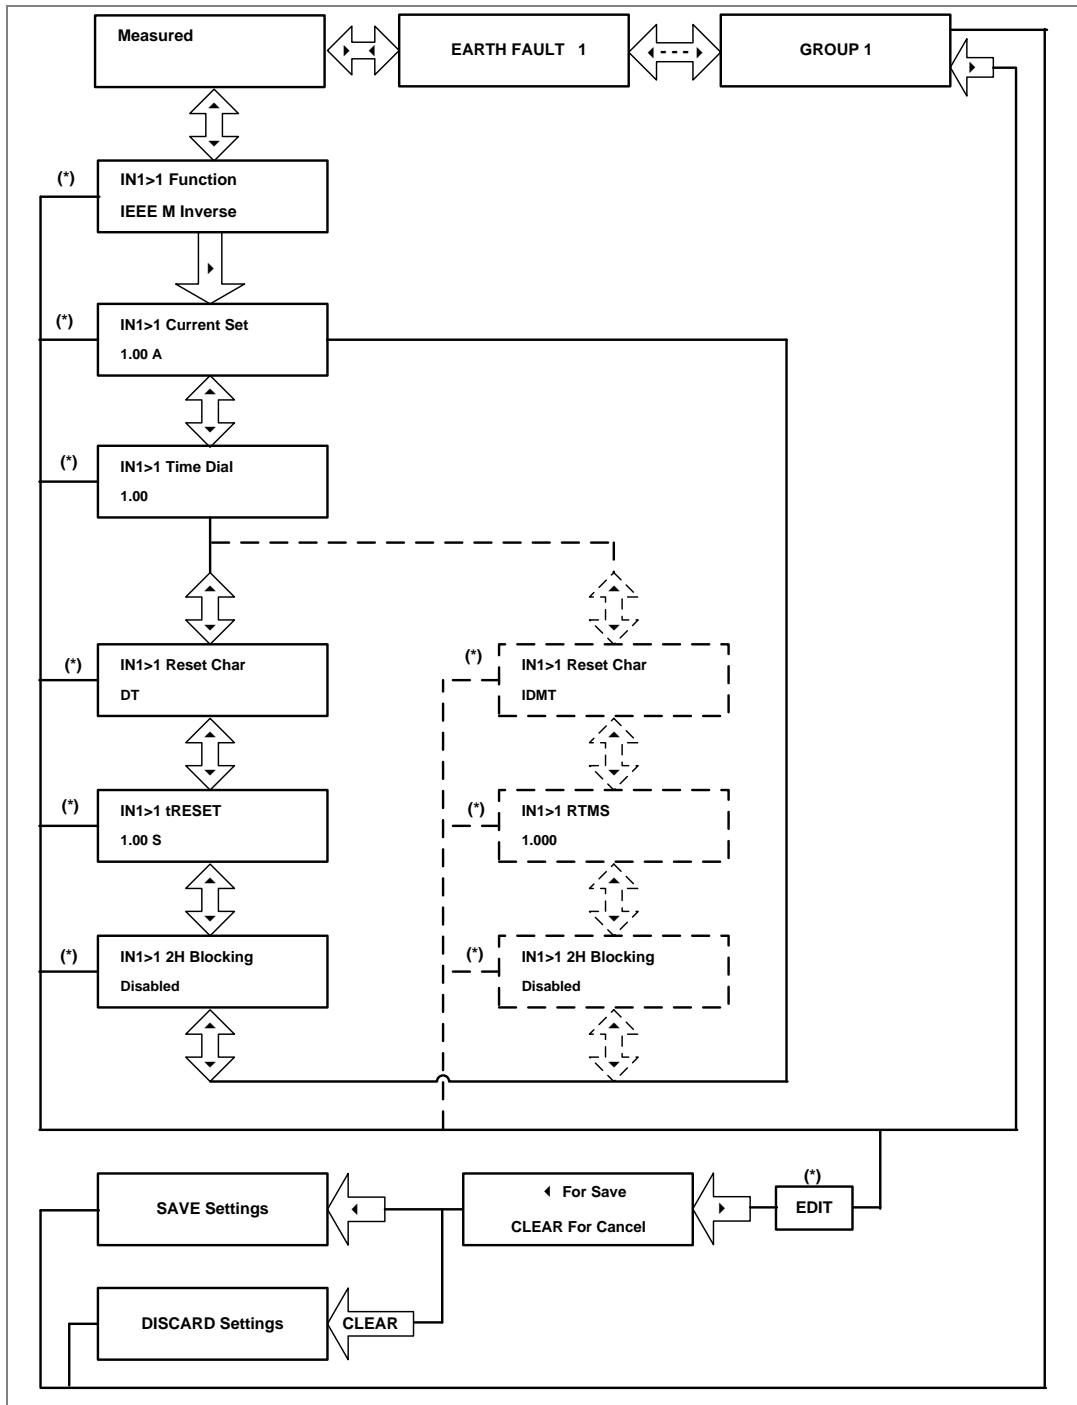 Measured
EARTH FAULT 1
GROUP 1
(*)
IN1>1 Function
IEEE M Inverse
(*)
IN1>1 Current Set
1.00 A
(*)
IN1>1 Time Dial
1.00
(*)
IN1>1 Reset Char
DT
(*)
IN1>1 Reset Char
IDMT
(*)
IN1>1 tRESET
1.00 S
(*)
IN1>1 RTMS
1.000
(*)
IN1>1 2H Blocking
Disabled
(*)
IN1>1 2H Blocking
Disabled
SAVE Settings
For Save
CLEAR For Cancel
(*)
EDIT
DISCARD Settings
CLEAR